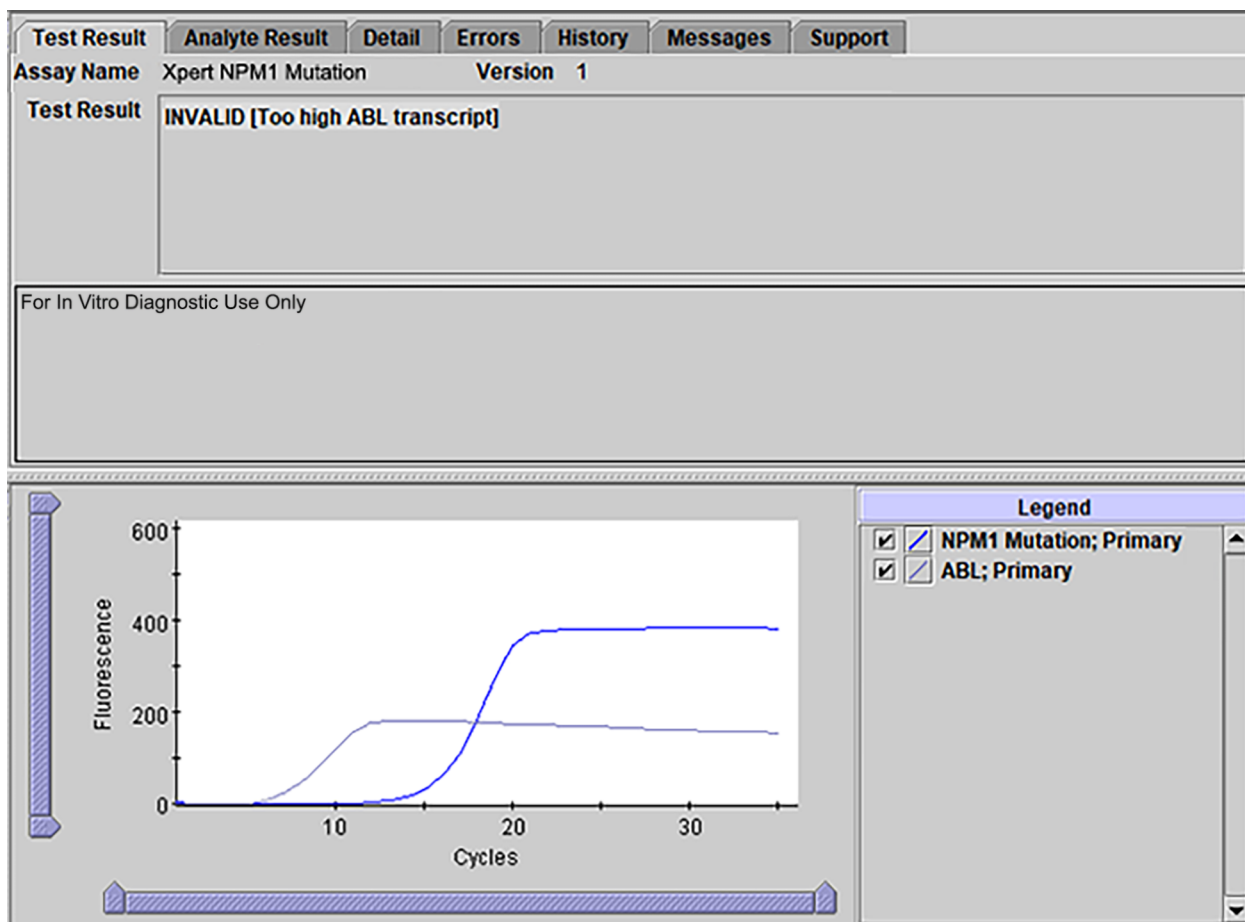 Test Result Analyte Result Detail Errors History Messages Support
Assay Name Xpert NPM1 Mutation Version 1
Test Result INVALID [Too high ABL transcript]
For In Vitro Diagnostic Use Only
Legend
NPM1 Mutation; Primary
ABL; Primary
600
400
200
0
Fluorescence
10 20 30
Cycles